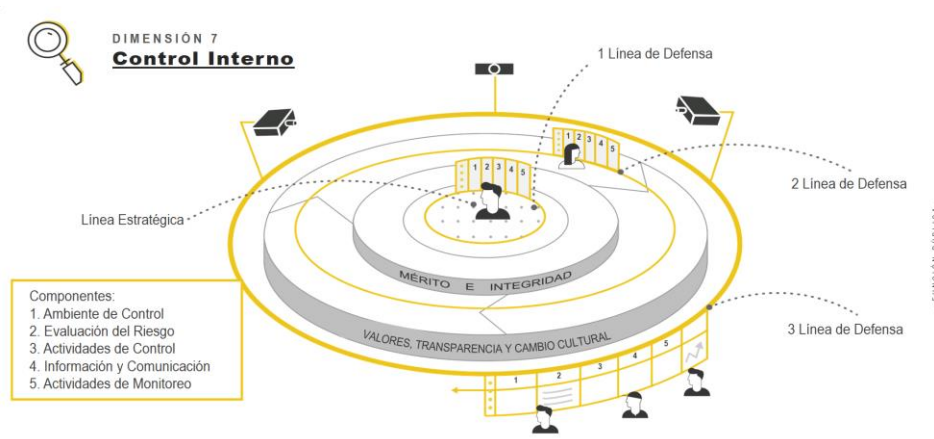 DIMENSIÓN 7
Control Interno
1 Línea de Defensa
1 2 3 4 5
1 2 3 4 5
2 Línea de Defensa
Línea Estratégica
MÉRITO E INTEGRIDAD
VALORES, TRANSPARENCIA Y CAMBIO CULTURAL
3 Línea de Defensa
Componentes:
1. Ambiente de Control
2. Evaluación del Riesgo
3. Actividades de Control
4. Información y Comunicación
5. Actividades de Monitoreo
1 2 3 4 5